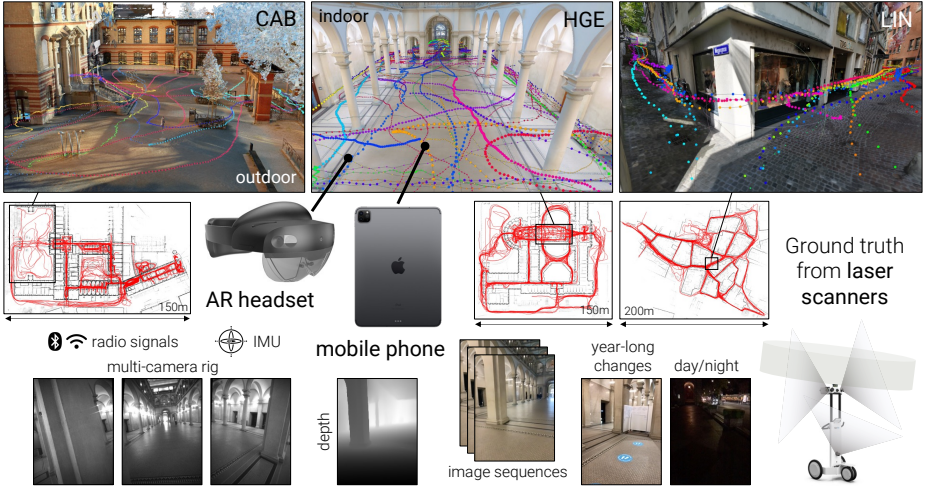 CAB
outdoor
indoor
HGE
LIN
150m
AR headset
mobile phone
150m
200m
Ground truth
from laser
scanners
radio signals
IMU
multi-camera rig
depth
image sequences
year-long
changes
day/night